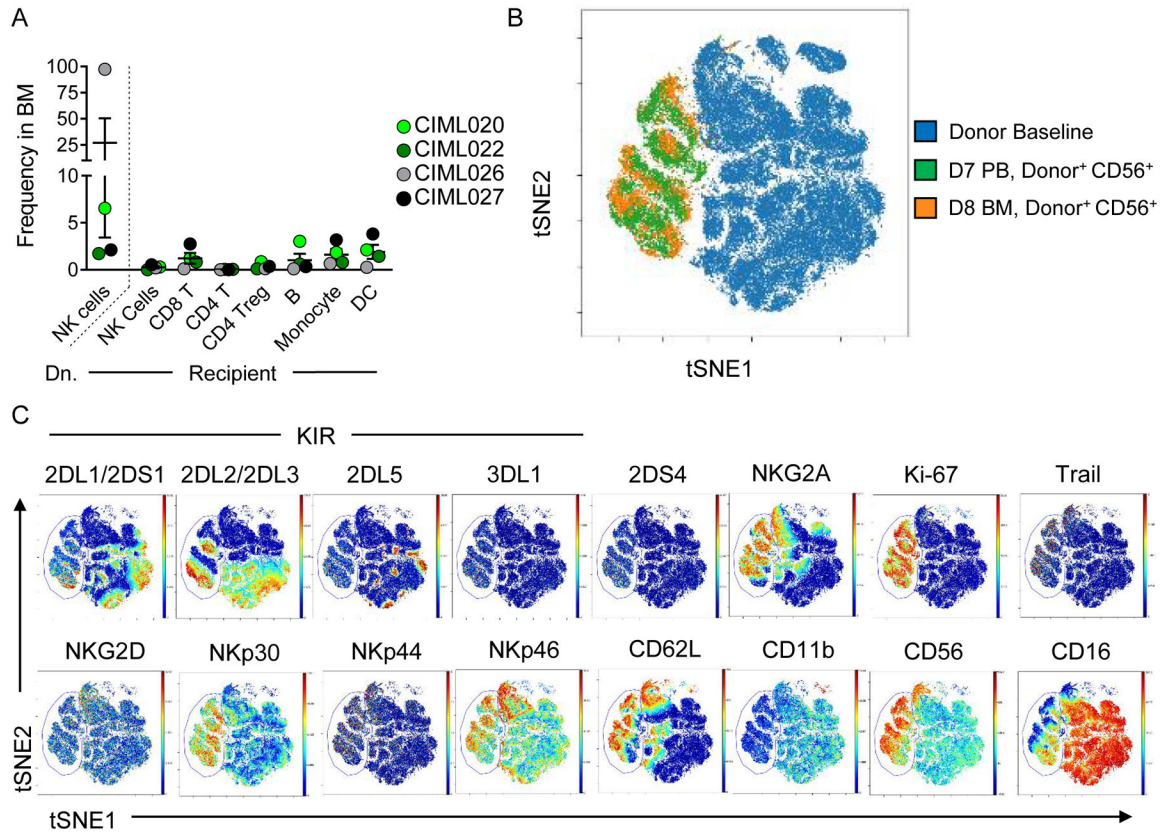 A
Frequency in BM
100
75
50
25
10
5
0
NK cells
NK Cells
CD8 T
CD4 T
CD4 Treg
B
Monocyte
DC
Dn.
Recipient
CIML020
CIML022
CIML026
CIML027
B
tSNE2
tSNE1
Donor Baseline
D7 PB, Donor⁺ CD56⁺
D8 BM, Donor⁺ CD56⁺
C
KIR
2DL1/2DS1 2DL2/2DL3 2DL5 3DL1 2DS4 NKG2A Ki-67 Trail
NKG2D NKp30 NKp44 NKp46 CD62L CD11b CD56 CD16
tSNE2
tSNE1